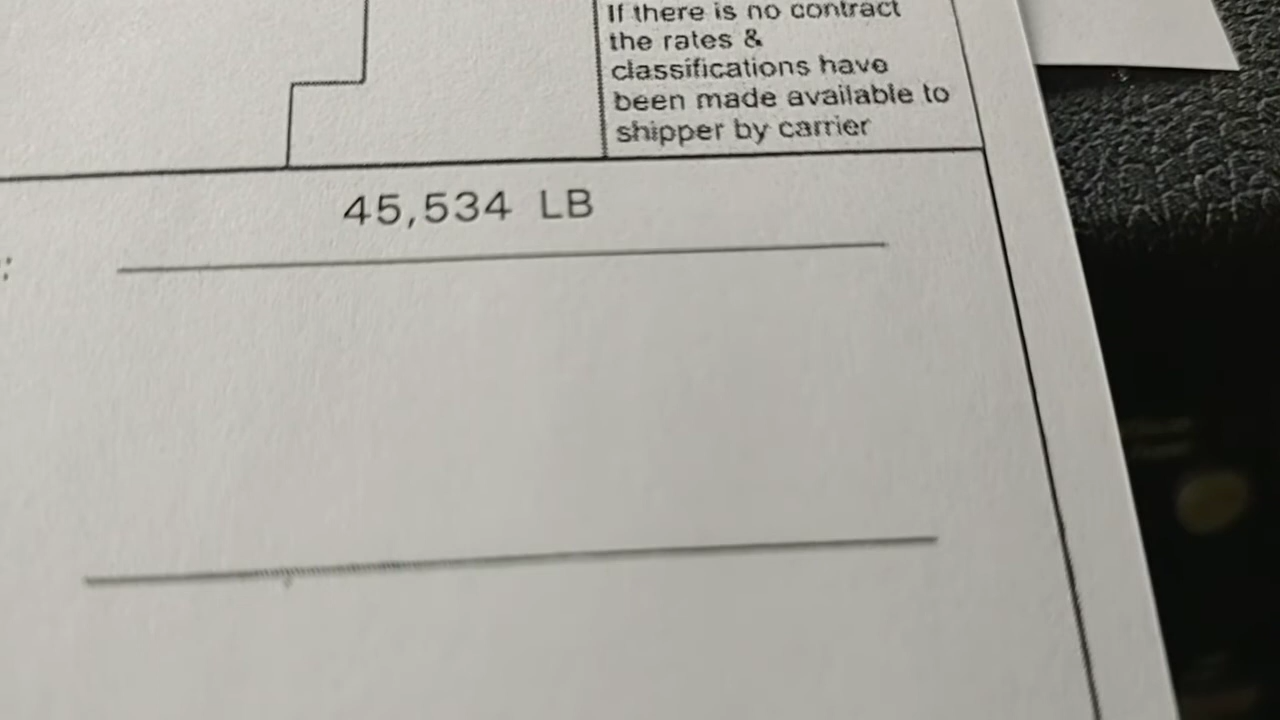 If there is no contract
the rates &
classifications have
been made available to
shipper by carrier
45,534 LB
: